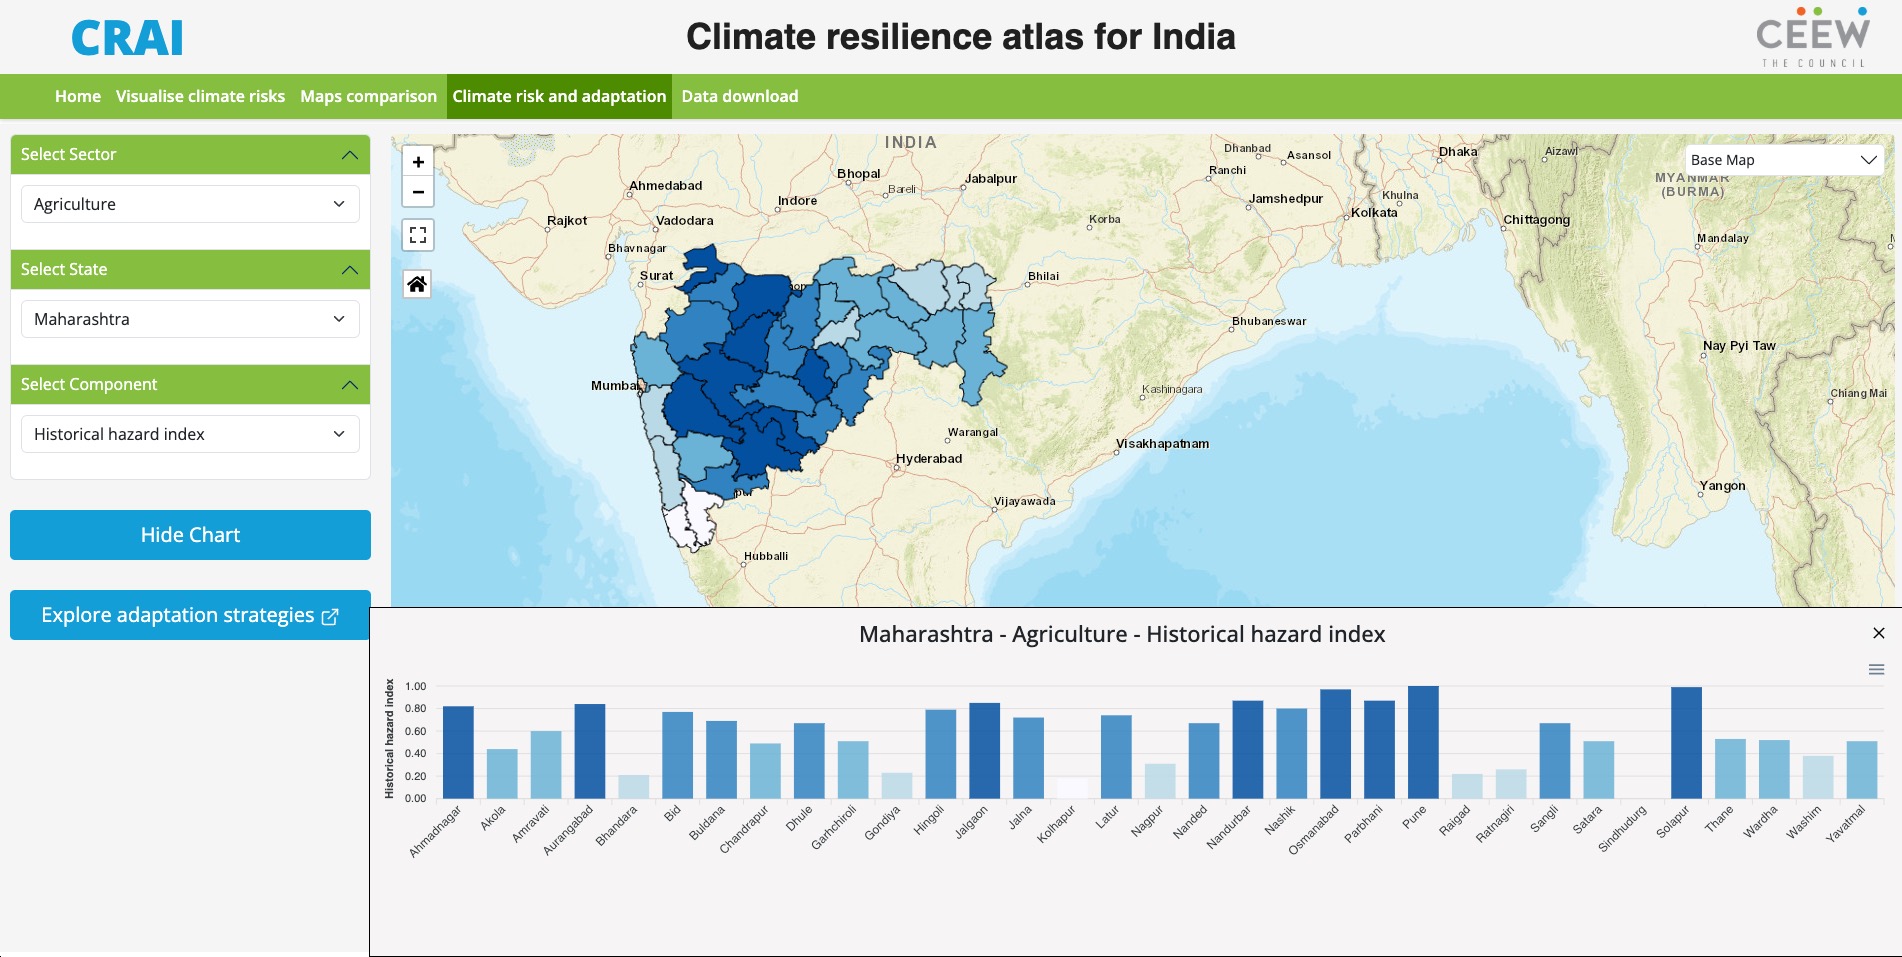 CRAI
Climate resilience atlas for India
CEEW
THE COUNCIL
Home
Visualise climate risks
Maps comparison
Climate risk and adaptation
Data download
Select Sector
Agriculture
Select State
Maharashtra
Select Component
Historical hazard index
Hide Chart
Explore adaptation strategies
+
−
Base Map
INDIA
Dhanbad
Asansol
Dhaka
Aizawl
Ranchi
Ahmedabad
Bhopal
Bareli
Jabalpur
MYANMAR
(BURMA)
Indore
Jamshedpur
Khulna
Kolkata
Rajkot
Vadodara
Korba
Chittagong
Bhavnagar
Mandalay
Surat
Bhilai
Bhubaneswar
Nay Pyi Taw
Mumbai
Kashinagara
Chiang Mai
Warangal
Visakhapatnam
Hyderabad
Yangon
Vijayawada
Hubballi
Maharashtra - Agriculture - Historical hazard index
Historical hazard index
1.00
0.80
0.60
0.40
0.20
0.00
Ahmadnagar
Akola
Amravati
Aurangabad
Bhandara
Bid
Buldana
Chandrapur
Dhule
Garhchiroli
Gondiya
Hingoli
Jalgaon
Jalna
Kolhapur
Latur
Nagpur
Nanded
Nandurbar
Nashik
Osmanabad
Parbhani
Pune
Raigad
Ratnagiri
Sangli
Satara
Sindhudurg
Solapur
Thane
Wardha
Washim
Yavatmal